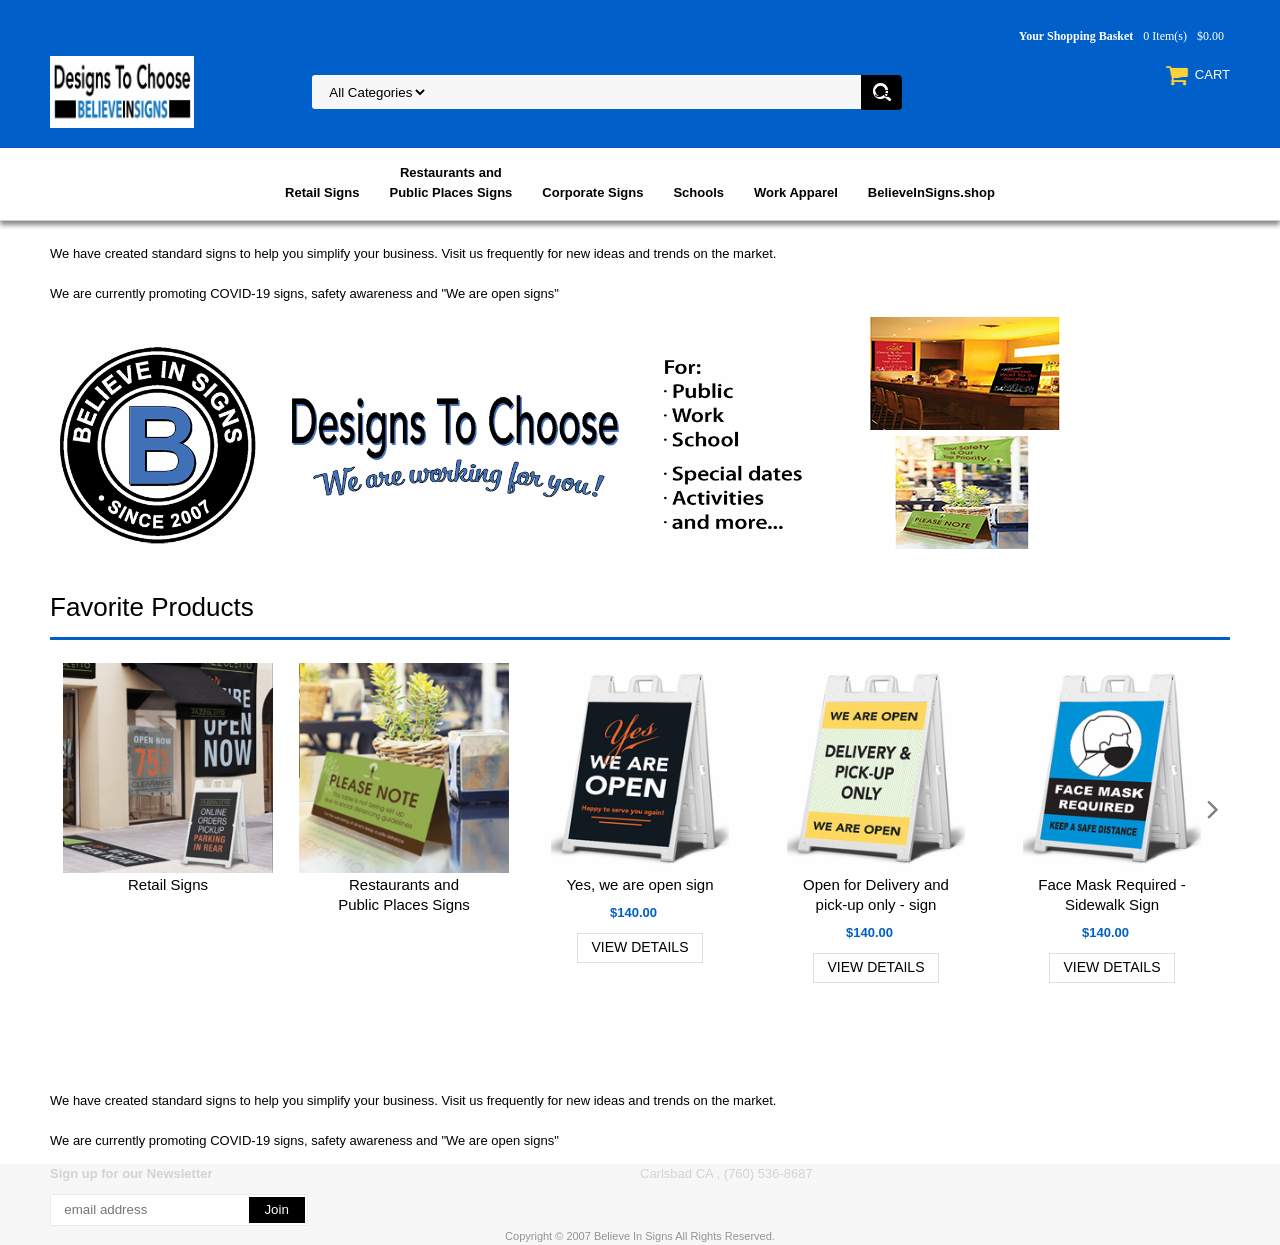 Your Shopping Basket 0 Item(s) $0.00
Designs To Choose
BELIEVEINSIGNS
All Categories
CART
Retail Signs
Restaurants and
Public Places Signs
Corporate Signs
Schools
Work Apparel
BelieveInSigns.shop
We have created standard signs to help you simplify your business. Visit us frequently for new ideas and trends on the market.
We are currently promoting COVID-19 signs, safety awareness and "We are open signs"
BELIEVE IN SIGNS
B
• SINCE 2007 •
Designs To Choose
We are working for you!
For:
· Public
· Work
· School
· Special dates
· Activities
and more...
Your Safety
is Our
Top Priority
PLEASE NOTE
Favorite Products
OPEN
NOW
OPEN NOW
75
CLEARANCE
ONLINE
ORDERS
PICKUP
PARKING
IN REAR
Retail Signs
PLEASE NOTE
Restaurants and
Public Places Signs
Yes
WE ARE
OPEN
Happy to serve you again!
Yes, we are open sign
$140.00
VIEW DETAILS
WE ARE OPEN
DELIVERY &
PICK-UP
ONLY
WE ARE OPEN
Open for Delivery and
pick-up only - sign
$140.00
VIEW DETAILS
FACE MASK
REQUIRED
KEEP A SAFE DISTANCE
Face Mask Required -
Sidewalk Sign
$140.00
VIEW DETAILS
We have created standard signs to help you simplify your business. Visit us frequently for new ideas and trends on the market.
We are currently promoting COVID-19 signs, safety awareness and "We are open signs"
Sign up for our Newsletter
Carlsbad CA , (760) 536-8687
email address
Join
Copyright © 2007 Believe In Signs All Rights Reserved.